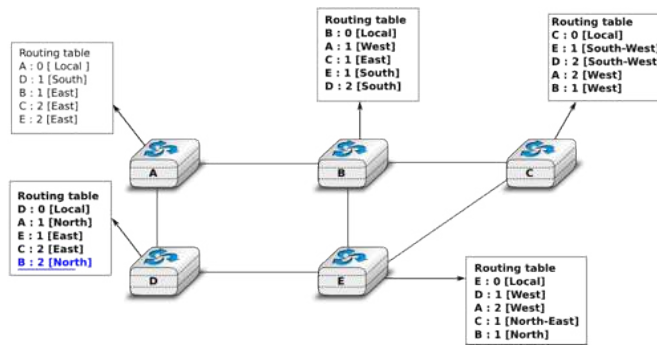 Routing table
A : 0 [ Local ]
D : 1 [South]
B : 1 [East]
C : 2 [East]
E : 2 [East]
Routing table
B : 0 [Local]
A : 1 [West]
C : 1 [East]
E : 1 [South]
D : 2 [South]
Routing table
C : 0 [Local]
E : 1 [South-West]
D : 2 [South-West]
A : 2 [West]
B : 1 [West]
A
B
C
Routing table
D : 0 [Local]
A : 1 [North]
E : 1 [East]
C : 2 [East]
B : 2 [North]
D
E
Routing table
E : 0 [Local]
D : 1 [West]
A : 2 [West]
C : 1 [North-East]
B : 1 [North]